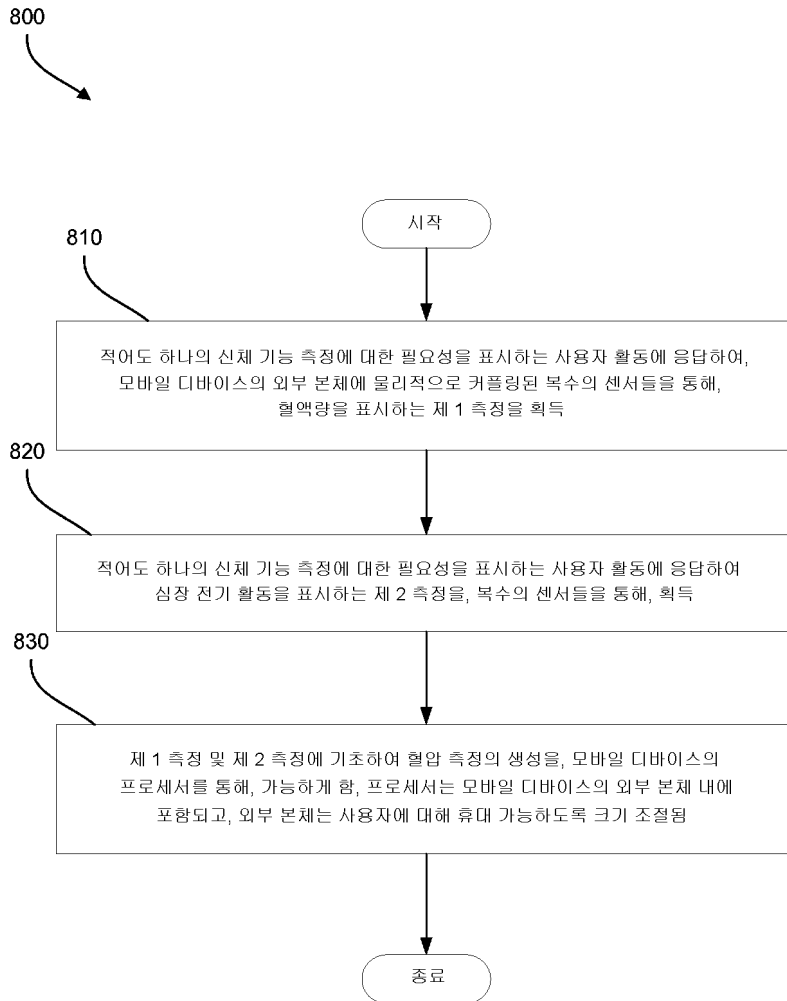 800
시작
810
적어도 하나의 신체 기능 측정에 대한 필요성을 표시하는 사용자 활동에 응답하여,
모바일 디바이스의 외부 본체에 물리적으로 커플링된 복수의 센서들을 통해,
혈액량을 표시하는 제 1 측정을 획득
820
적어도 하나의 신체 기능 측정에 대한 필요성을 표시하는 사용자 활동에 응답하여
심장 전기 활동을 표시하는 제 2 측정을, 복수의 센서들을 통해, 획득
830
제 1 측정 및 제 2 측정에 기초하여 혈압 측정의 생성을, 모바일 디바이스의
프로세서를 통해, 가능하게 함, 프로세서는 모바일 디바이스의 외부 본체 내에
포함되고, 외부 본체는 사용자에 대해 휴대 가능하도록 크기 조절됨
종료